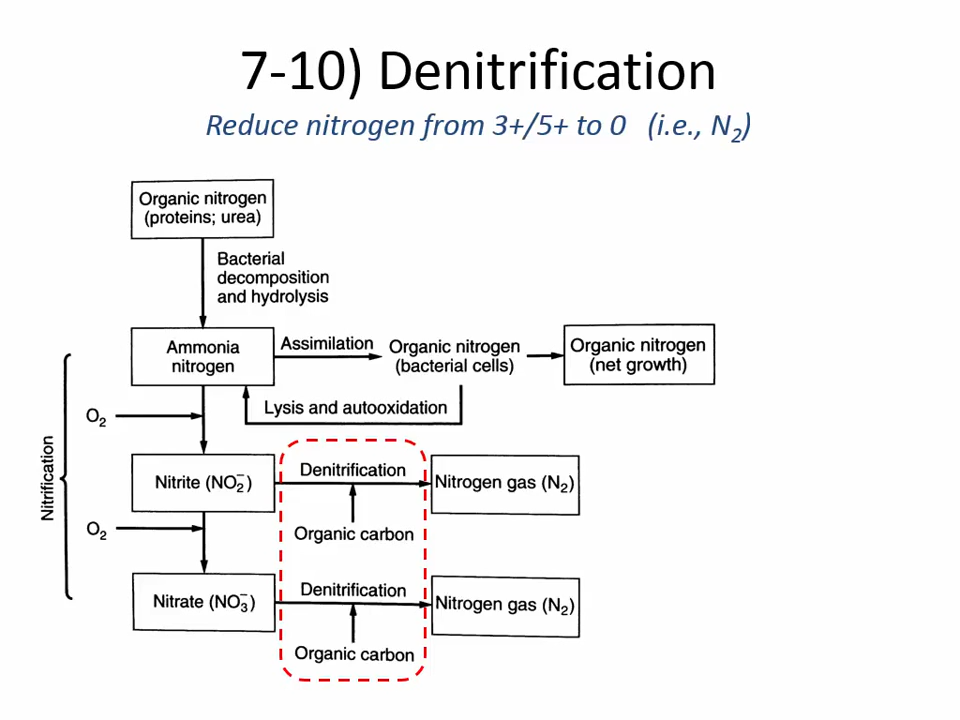 7-10) Denitrification
Reduce nitrogen from 3+/5+ to 0 (i.e., N₂)
Organic nitrogen
(proteins; urea)
Bacterial
decomposition
and hydrolysis
Ammonia
nitrogen
Assimilation
Organic nitrogen
(bacterial cells)
Organic nitrogen
(net growth)
Lysis and autooxidation
O₂
Nitrification
Nitrite (NO₂⁻)
Denitrification
Organic carbon
Nitrogen gas (N₂)
O₂
Nitrate (NO₃⁻)
Denitrification
Organic carbon
Nitrogen gas (N₂)